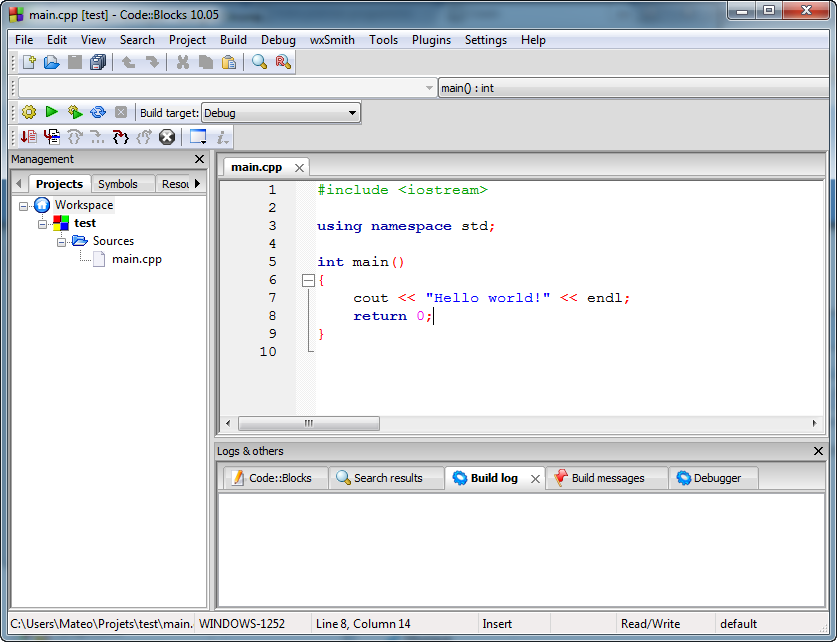 main.cpp [test] - Code::Blocks 10.05
File Edit View Search Project Build Debug wxSmith Tools Plugins Settings Help
main() : int
Build target: Debug
Management
Projects Symbols Resou
Workspace
test
Sources
main.cpp
main.cpp
1 #include <iostream>
2
3 using namespace std;
4
5 int main()
6 {
7 cout << "Hello world!" << endl;
8 return 0;
9 }
10
Logs & others
Code::Blocks Search results Build log Build messages Debugger
C:\Users\Mateo\Projets\test\main. WINDOWS-1252 Line 8, Column 14 Insert Read/Write default